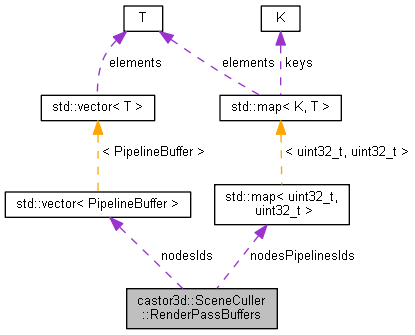 T
K
elements
elements
keys
std::vector< T >
std::map< K, T >
< PipelineBuffer >
< uint32_t, uint32_t >
std::vector< PipelineBuffer >
std::map< uint32_t,
uint32_t >
nodesIds
nodesPipelinesIds
castor3d::SceneCuller
::RenderPassBuffers